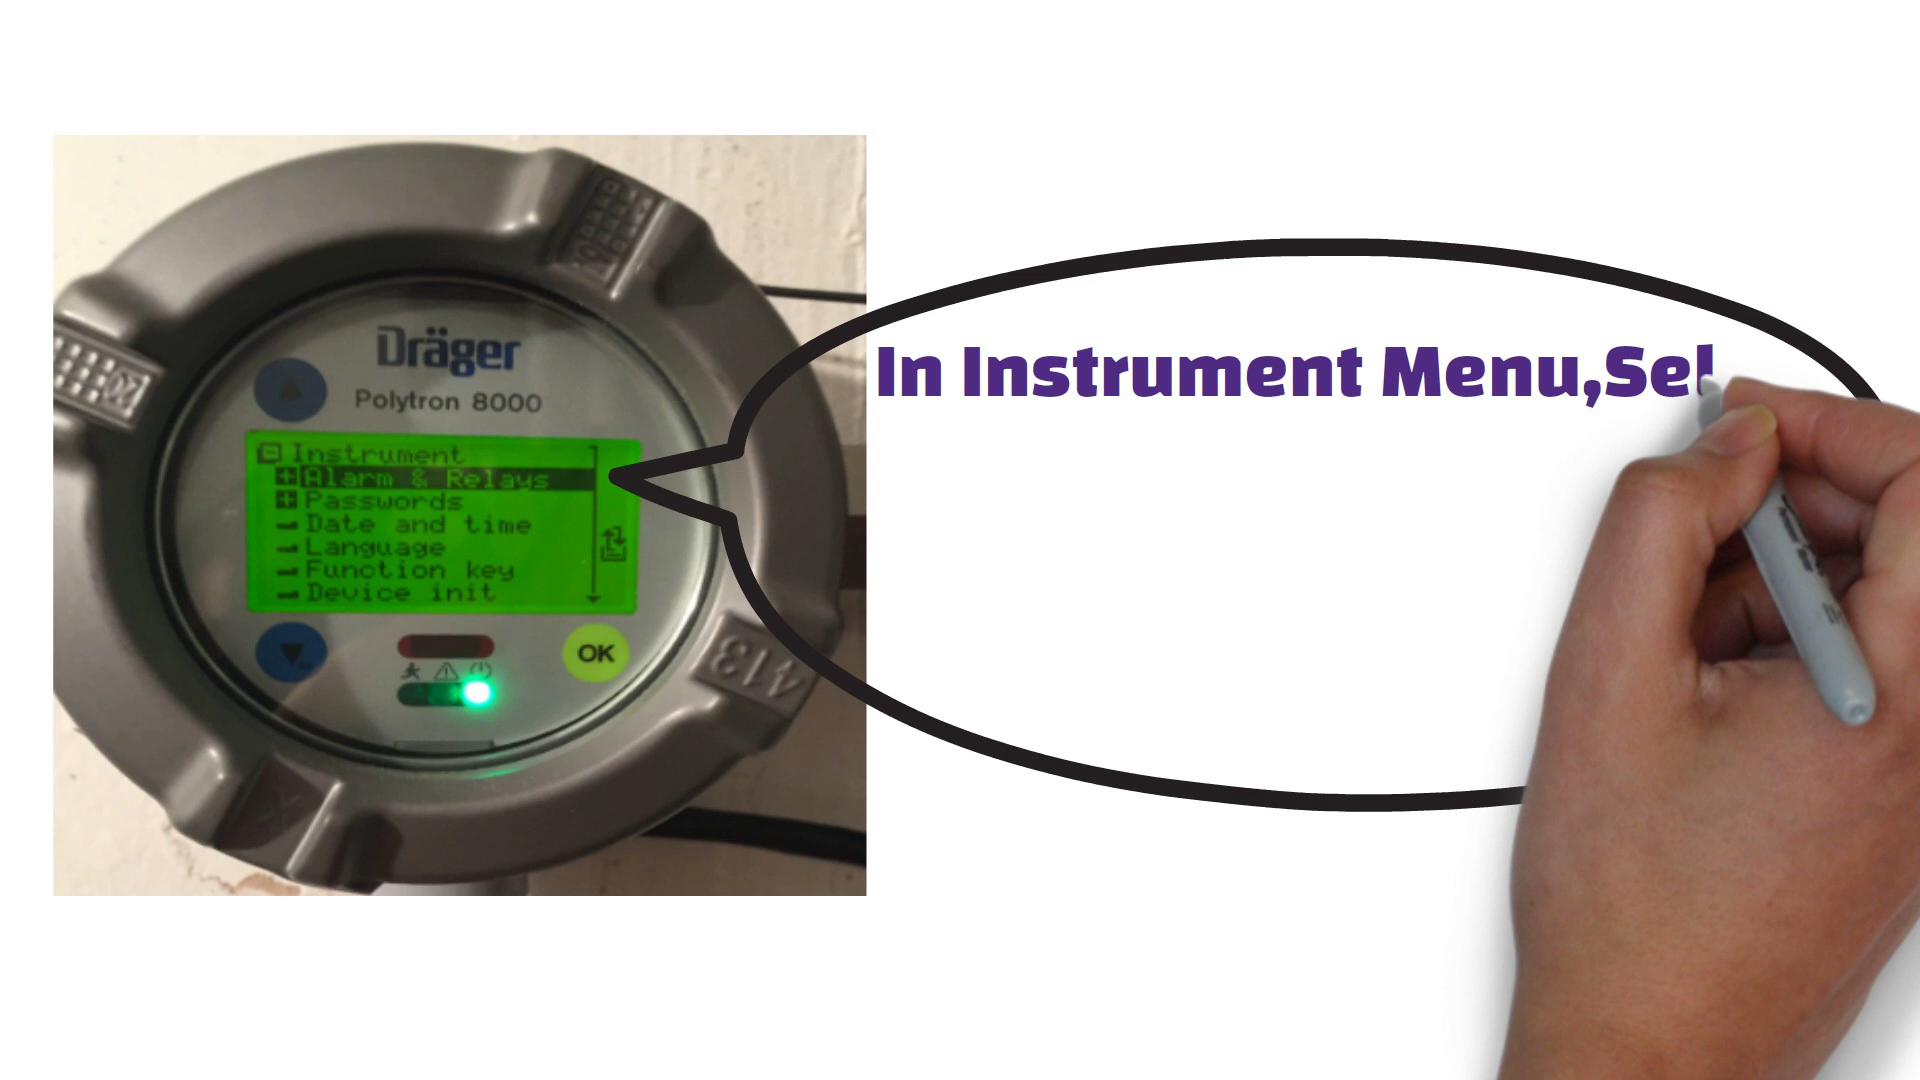 Dräger
Polytron 8000
Instrument
Alarm & Relays
Passwords
Date and time
Language
Function key
Device init
OK
413
In Instrument Menu,Sel